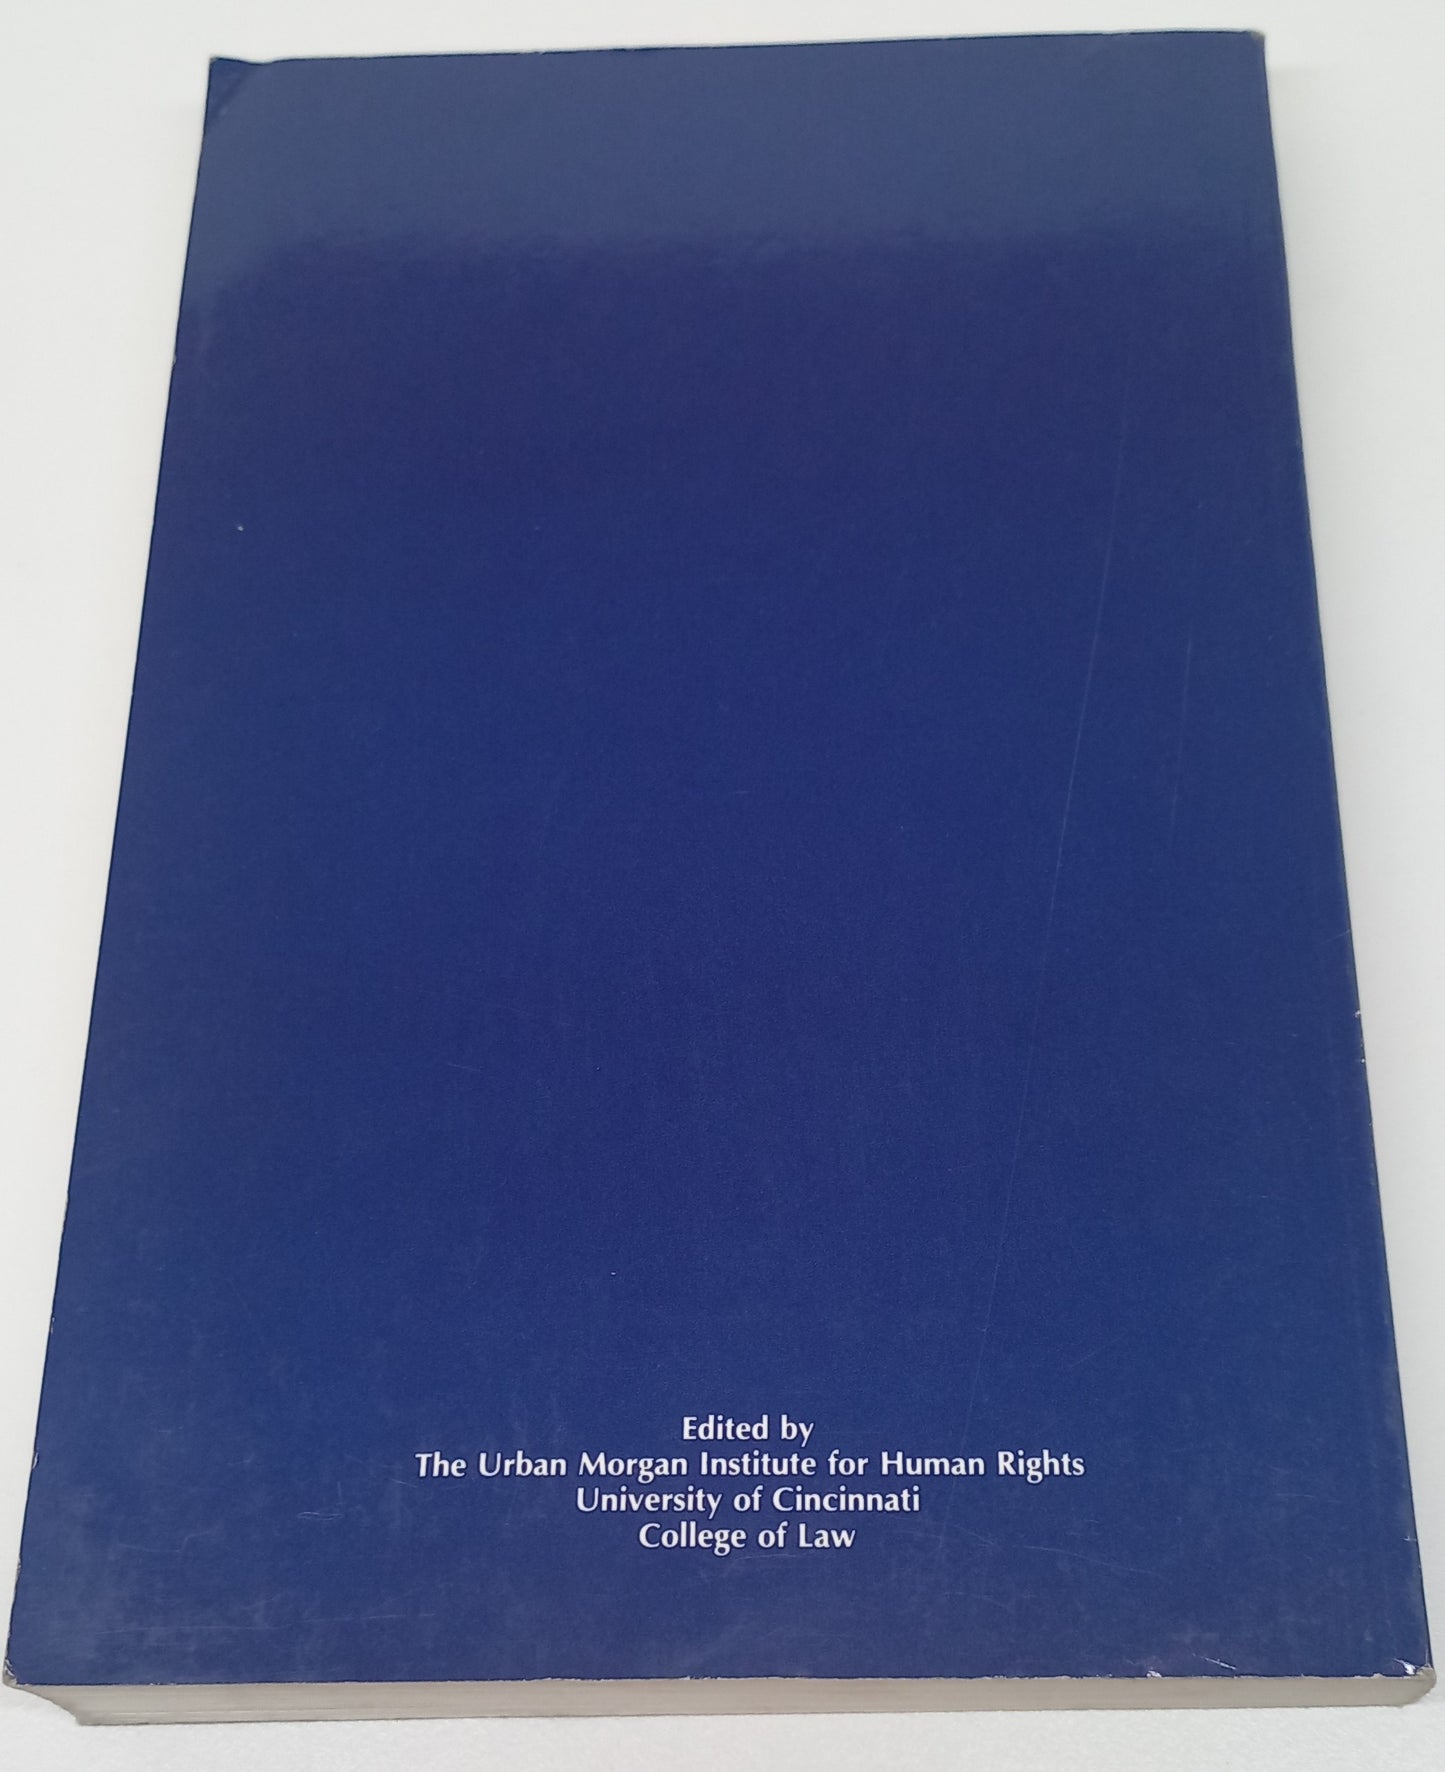 Edited by
The Urban Morgan Institute for Human Rights
University of Cincinnati
College of Law